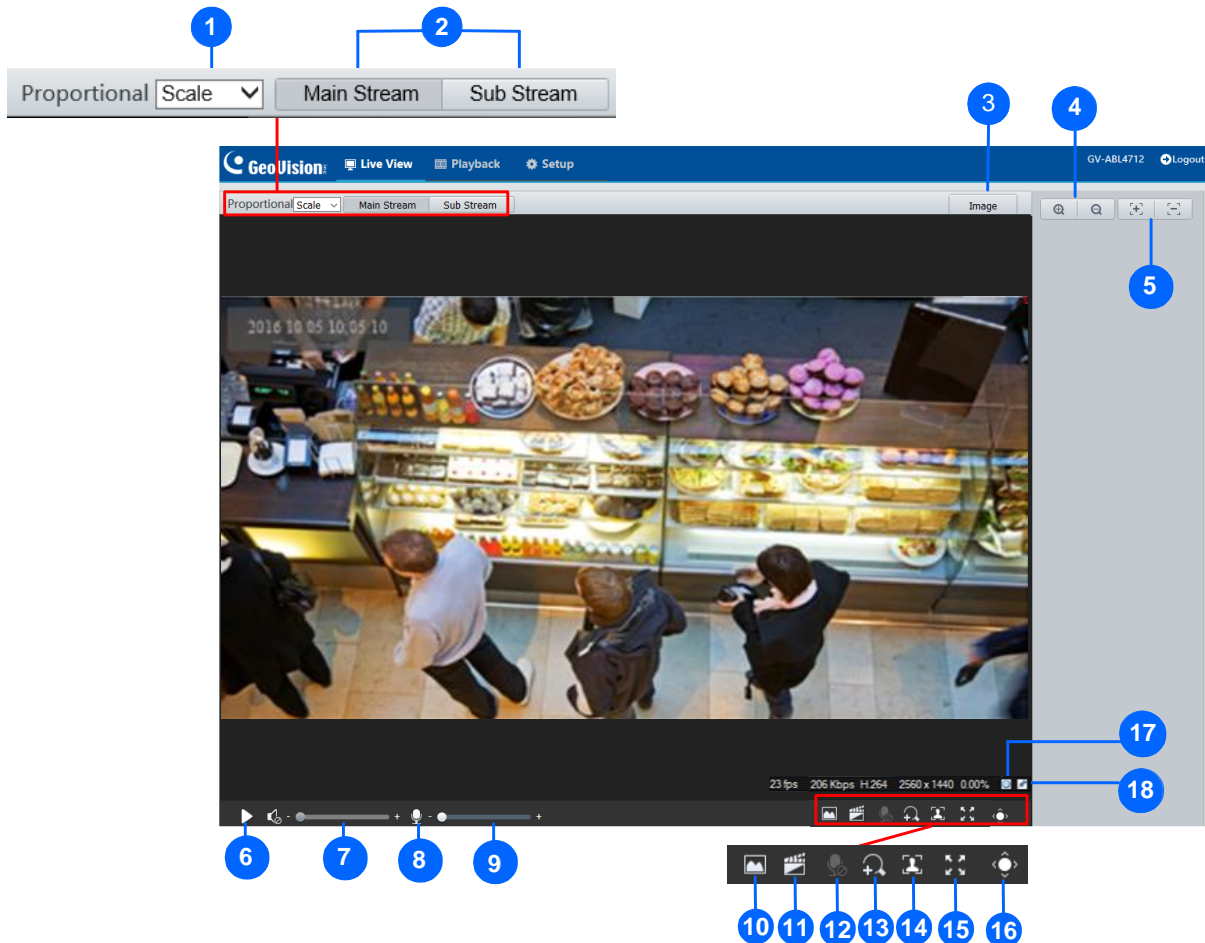 1
2
Proportional Scale Main Stream Sub Stream
3
4
GeoVision Live View Playback Setup GV-ABL4712 Logout
Proportional Scale Main Stream Sub Stream Image
5
2016 10 05 10:05:10
17
23 fps 206 Kbps H.264 2560 x 1440 0.00%
18
- + - +
6 7 8 9
10 11 12 13 14 15 16